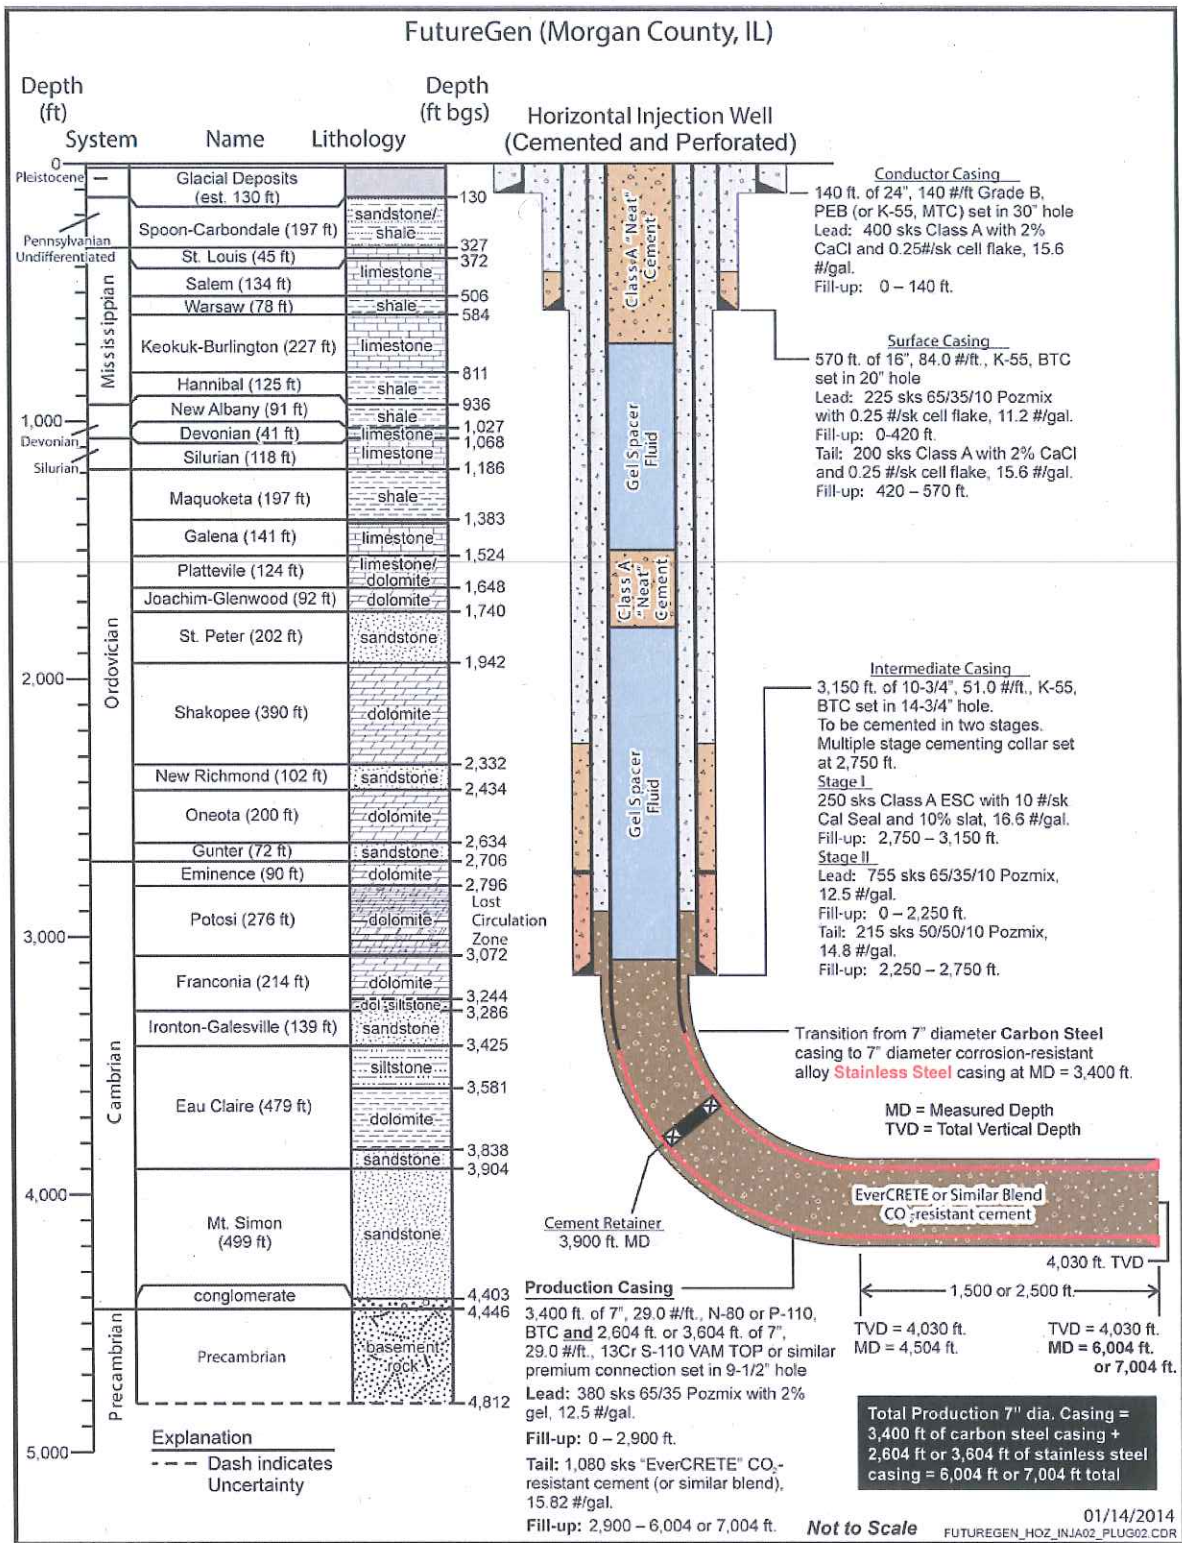 FutureGen (Morgan County, IL)
Depth
(ft)
System
Name
Lithology
Depth
(ft bgs)
Horizontal Injection Well
(Cemented and Perforated)
0
Pleistocene
Glacial Deposits
(est. 130 ft)
130
Pennsylvanian
Undifferentiated
Spoon-Carbondale (197 ft)
sandstone/
shale
327
St. Louis (45 ft)
372
Mississippian
Salem (134 ft)
limestone
506
Warsaw (78 ft)
shale
584
Keokuk-Burlington (227 ft)
limestone
811
Hannibal (125 ft)
shale
936
1,000
New Albany (91 ft)
shale
1,027
Devonian
Devonian (41 ft)
limestone
1,068
Silurian
Silurian (118 ft)
limestone
1,186
Ordovician
Maquoketa (197 ft)
shale
1,383
Galena (141 ft)
limestone
1,524
Plattevile (124 ft)
limestone/
dolomite
1,648
Joachim-Glenwood (92 ft)
dolomite
1,740
St. Peter (202 ft)
sandstone
1,942
2,000
Shakopee (390 ft)
dolomite
2,332
New Richmond (102 ft)
sandstone
2,434
Oneota (200 ft)
dolomite
2,634
Gunter (72 ft)
sandstone
2,706
Cambrian
Eminence (90 ft)
dolomite
2,796
Potosi (276 ft)
dolomite
Lost
Circulation
Zone
3,000
3,072
Franconia (214 ft)
dolomite
3,244
dol-siltstone
3,286
Ironton-Galesville (139 ft)
sandstone
3,425
Eau Claire (479 ft)
siltstone
3,581
dolomite
3,838
sandstone
3,904
4,000
Mt. Simon
(499 ft)
sandstone
4,403
conglomerate
4,446
Precambrian
Precambrian
basement
rock
4,812
5,000
Explanation
Dash indicates
Uncertainty
Class A "Neat"
Cement
Gel Spacer
Fluid
Class A
"Neat"
Cement
Gel Spacer
Fluid
Conductor Casing
140 ft. of 24", 140 #/ft Grade B,
PEB (or K-55, MTC) set in 30" hole
Lead: 400 sks Class A with 2%
CaCl and 0.25#/sk cell flake, 15.6
#/gal.
Fill-up: 0 – 140 ft.
Surface Casing
570 ft. of 16", 84.0 #/ft., K-55, BTC
set in 20" hole
Lead: 225 sks 65/35/10 Pozmix
with 0.25 #/sk cell flake, 11.2 #/gal.
Fill-up: 0-420 ft.
Tail: 200 sks Class A with 2% CaCl
and 0.25 #/sk cell flake, 15.6 #/gal.
Fill-up: 420 – 570 ft.
Intermediate Casing
3,150 ft. of 10-3/4", 51.0 #/ft., K-55,
BTC set in 14-3/4" hole.
To be cemented in two stages.
Multiple stage cementing collar set
at 2,750 ft.
Stage I
250 sks Class A ESC with 10 #/sk
Cal Seal and 10% slat, 16.6 #/gal.
Fill-up: 2,750 – 3,150 ft.
Stage II
Lead: 755 sks 65/35/10 Pozmix,
12.5 #/gal.
Fill-up: 0 – 2,250 ft.
Tail: 215 sks 50/50/10 Pozmix,
14.8 #/gal.
Fill-up: 2,250 – 2,750 ft.
Transition from 7" diameter Carbon Steel
casing to 7" diameter corrosion-resistant
alloy Stainless Steel casing at MD = 3,400 ft.
MD = Measured Depth
TVD = Total Vertical Depth
EverCRETE or Similar Blend
CO2-resistant cement
Cement Retainer
3,900 ft. MD
4,030 ft. TVD
1,500 or 2,500 ft.
TVD = 4,030 ft.
MD = 4,504 ft.
TVD = 4,030 ft.
MD = 6,004 ft.
or 7,004 ft.
Production Casing
3,400 ft. of 7", 29.0 #/ft., N-80 or P-110,
BTC and 2,604 ft. or 3,604 ft. of 7",
29.0 #/ft., 13Cr S-110 VAM TOP or similar
premium connection set in 9-1/2" hole
Lead: 380 sks 65/35 Pozmix with 2%
gel, 12.5 #/gal.
Fill-up: 0 – 2,900 ft.
Tail: 1,080 sks "EverCRETE" CO2-
resistant cement (or similar blend),
15.82 #/gal.
Fill-up: 2,900 – 6,004 or 7,004 ft.
Total Production 7" dia. Casing =
3,400 ft of carbon steel casing +
2,604 ft or 3,604 ft of stainless steel
casing = 6,004 ft or 7,004 ft total
Not to Scale
01/14/2014
FUTUREGEN_HOZ_INJA02_PLUG02.CDR